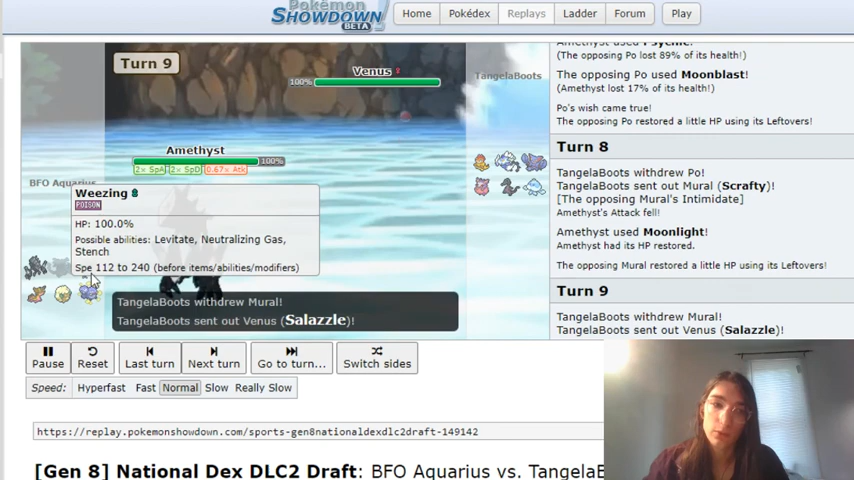 Pokémon
SHOWDOWN
BETA
Home
Pokédex
Replays
Ladder
Forum
Play
Turn 9
Venus
100%
TangelaBoots
Amethyst
100%
2× SpA 2× SpD 0.67× Atk
BFO Aquarius
Weezing
POISON
HP: 100.0%
Possible abilities: Levitate, Neutralizing Gas,
Stench
Spe 112 to 240 (before items/abilities/modifiers)
TangelaBoots withdrew Mural!
TangelaBoots sent out Venus (Salazzle)!
Amethyst used Psychic!
(The opposing Po lost 89% of its health!)
The opposing Po used Moonblast!
(Amethyst lost 17% of its health!)
Po's wish came true!
The opposing Po restored a little HP using its Leftovers!
Turn 8
TangelaBoots withdrew Po!
TangelaBoots sent out Mural (Scrafty)!
[The opposing Mural's Intimidate]
Amethyst's Attack fell!
Amethyst used Moonlight!
Amethyst had its HP restored.
The opposing Mural restored a little HP using its Leftovers!
Turn 9
TangelaBoots withdrew Mural!
TangelaBoots sent out Venus (Salazzle)!
Pause
Reset
Last turn
Next turn
Go to turn...
Switch sides
Speed: Hyperfast Fast Normal Slow Really Slow
https://replay.pokemonshowdown.com/sports-gen8nationaldexdlc2draft-149142
[Gen 8] National Dex DLC2 Draft: BFO Aquarius vs. TangelaB